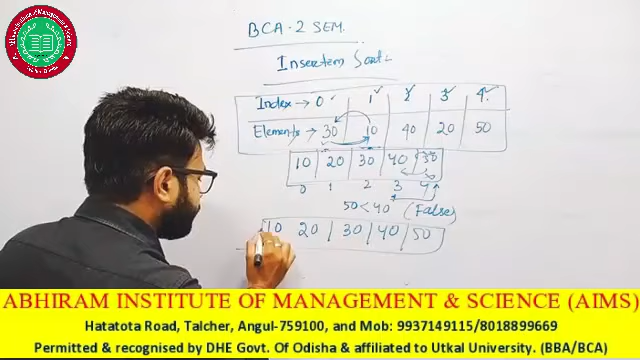 BCA-2 SEM.
Insertion Sort:
Index → 0 1 2 3 4
Elements → 30 10 40 20 50
10 20 30 40 50
0 1 2 3 4
50 < 40 (False)
10 20 30 40 50
ABHIRAM INSTITUTE OF MANAGEMENT & SCIENCE (AIMS)
Hatatota Road, Talcher, Angul-759100, and Mob: 9937149115/8018899669
Permitted & recognised by DHE Govt. Of Odisha & affiliated to Utkal University. (BBA/BCA)